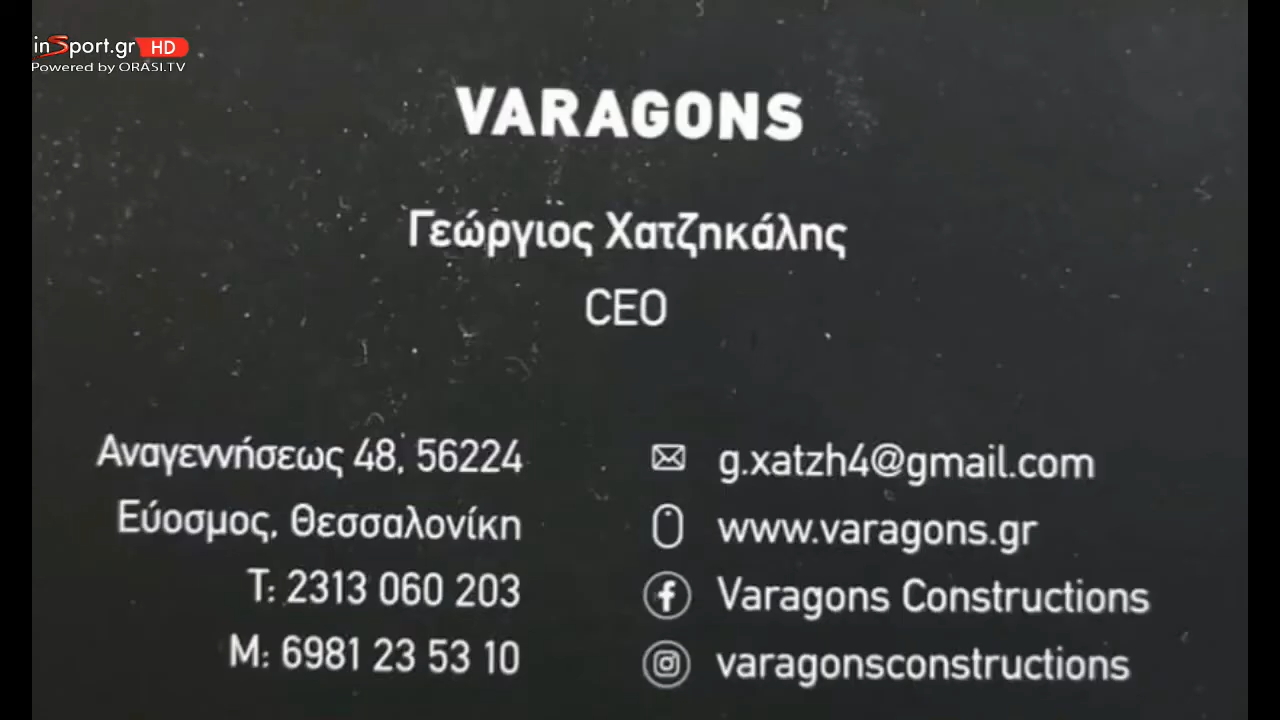 inSport.gr HD
Powered by ORASI.TV
VARAGONS
Γεώργιος Χατζηκάλης
CEO
Αναγεννήσεως 48, 56224
Εύοσμος, Θεσσαλονίκη
T: 2313 060 203
M: 6981 23 53 10
g.xatzh4@gmail.com
www.varagons.gr
Varagons Constructions
varagonsconstructions